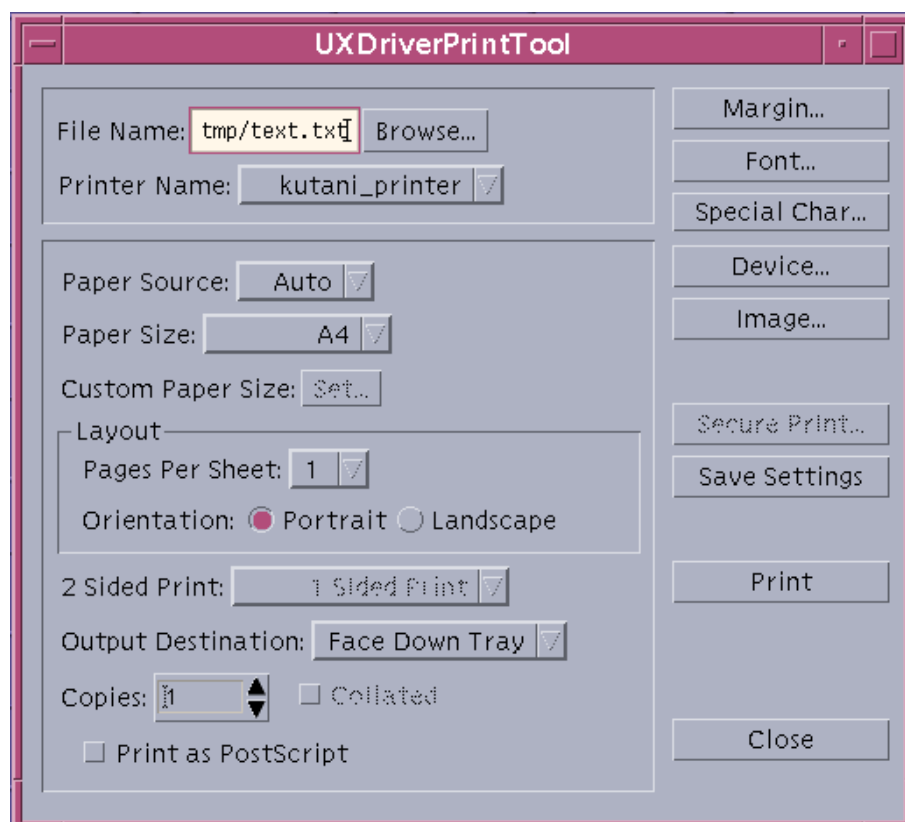 UXDriverPrintTool
File Name: tmp/text.txt Browse...
Printer Name: kutani_printer
Paper Source: Auto
Paper Size: A4
Custom Paper Size: Set...
Layout
Pages Per Sheet: 1
Orientation: Portrait Landscape
2 Sided Print: 1 Sided Print
Output Destination: Face Down Tray
Copies: 1 Collated
Print as PostScript
Margin...
Font...
Special Char...
Device...
Image...
Secure Print...
Save Settings
Print
Close